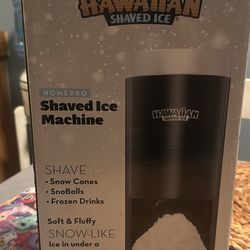 HAWAIIAN
SHAVED ICE
HOMEPRO
Shaved Ice
Machine
HAWAIIAN
SHAVED ICE
SHAVE
• Snow Cones
• SnoBalls
• Frozen Drinks
Soft & Fluffy
SNOW-LIKE
Ice in under a